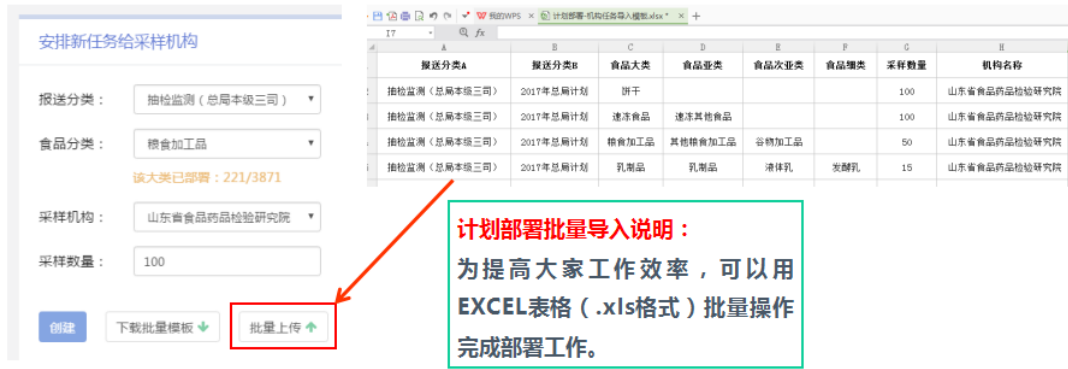 安排新任务给采样机构
报送分类： 抽检监测（总局本级三司）
食品分类： 粮食加工品
该大类已部署：221/3871
采样机构： 山东省食品药品检验研究院
采样数量： 100
创建 下载批量模板 批量上传
我的WPS × 计划部署-机构任务导入模板.xlsx * × +
I7 fx
A B C D E F G H
报送分类A 报送分类B 食品大类 食品亚类 食品次亚类 食品细类 采样数量 机构名称
抽检监测（总局本级三司） 2017年总局计划 饼干 100 山东省食品药品检验研究院
抽检监测（总局本级三司） 2017年总局计划 速冻食品 速冻其他食品 100 山东省食品药品检验研究院
抽检监测（总局本级三司） 2017年总局计划 粮食加工品 其他粮食加工品 谷物加工品 50 山东省食品药品检验研究院
抽检监测（总局本级三司） 2017年总局计划 乳制品 乳制品 液体乳 发酵乳 15 山东省食品药品检验研究院
计划部署批量导入说明：
为提高大家工作效率，可以用
EXCEL表格（.xls格式）批量操作
完成部署工作。